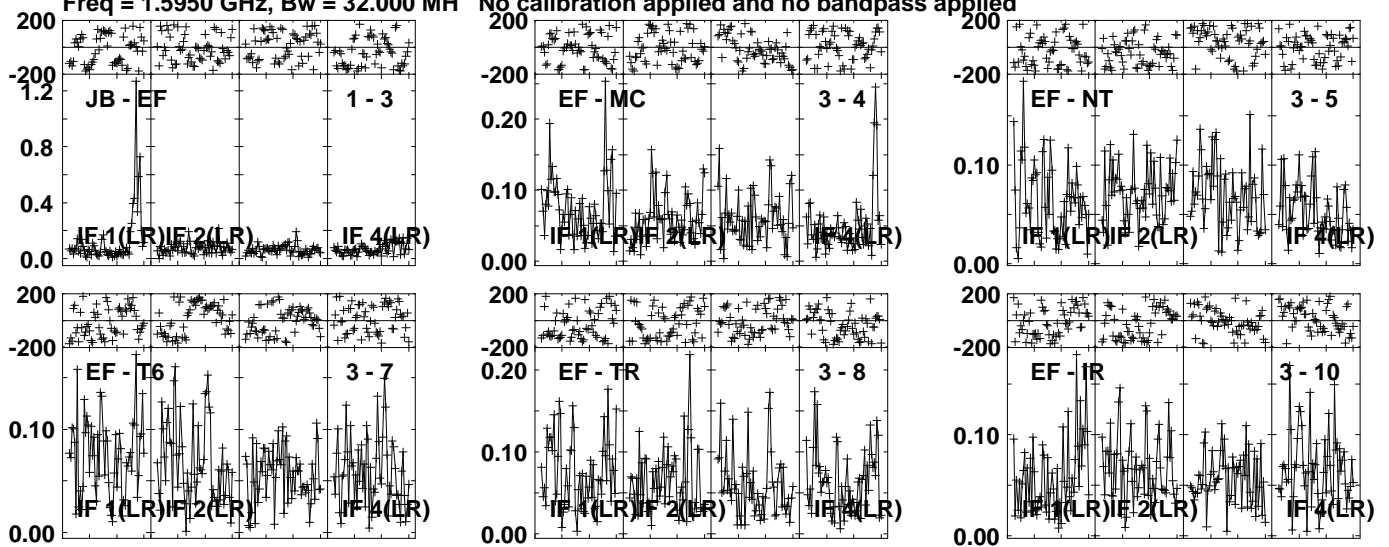 Freq = 1.5950 GHz, Bw = 32.000 MH No calibration applied and no bandpass applied
200
-200
1.2
0.8
0.4
0.0
JB - EF
1 - 3
IF 1(LR)
IF 2(LR)
IF 4(LR)
0.20
0.10
0.00
EF - MC
3 - 4
IF 1(LR)
IF 2(LR)
IF 4(LR)
200
-200
0.10
0.00
EF - NT
3 - 5
IF 1(LR)
IF 2(LR)
IF 4(LR)
200
-200
200
-200
0.10
0.00
EF - T6
3 - 7
IF 1(LR)
IF 2(LR)
IF 4(LR)
200
-200
0.20
0.10
0.00
EF - TR
3 - 8
IF 1(LR)
IF 2(LR)
IF 4(LR)
200
-200
0.10
0.00
EF - IR
3 - 10
IF 1(LR)
IF 2(LR)
IF 4(LR)
200
-200